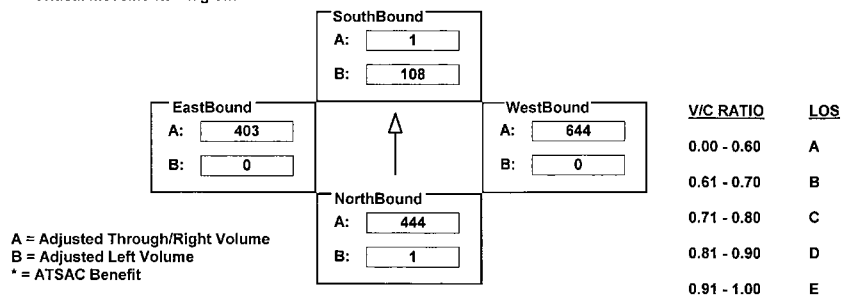 SouthBound
A: 1
B: 108
EastBound
A: 403
B: 0
WestBound
A: 644
B: 0
NorthBound
A: 444
B: 1
A = Adjusted Through/Right Volume
B = Adjusted Left Volume
* = ATSAC Benefit
V/C RATIO LOS
0.00 - 0.60 A
0.61 - 0.70 B
0.71 - 0.80 C
0.81 - 0.90 D
0.91 - 1.00 E